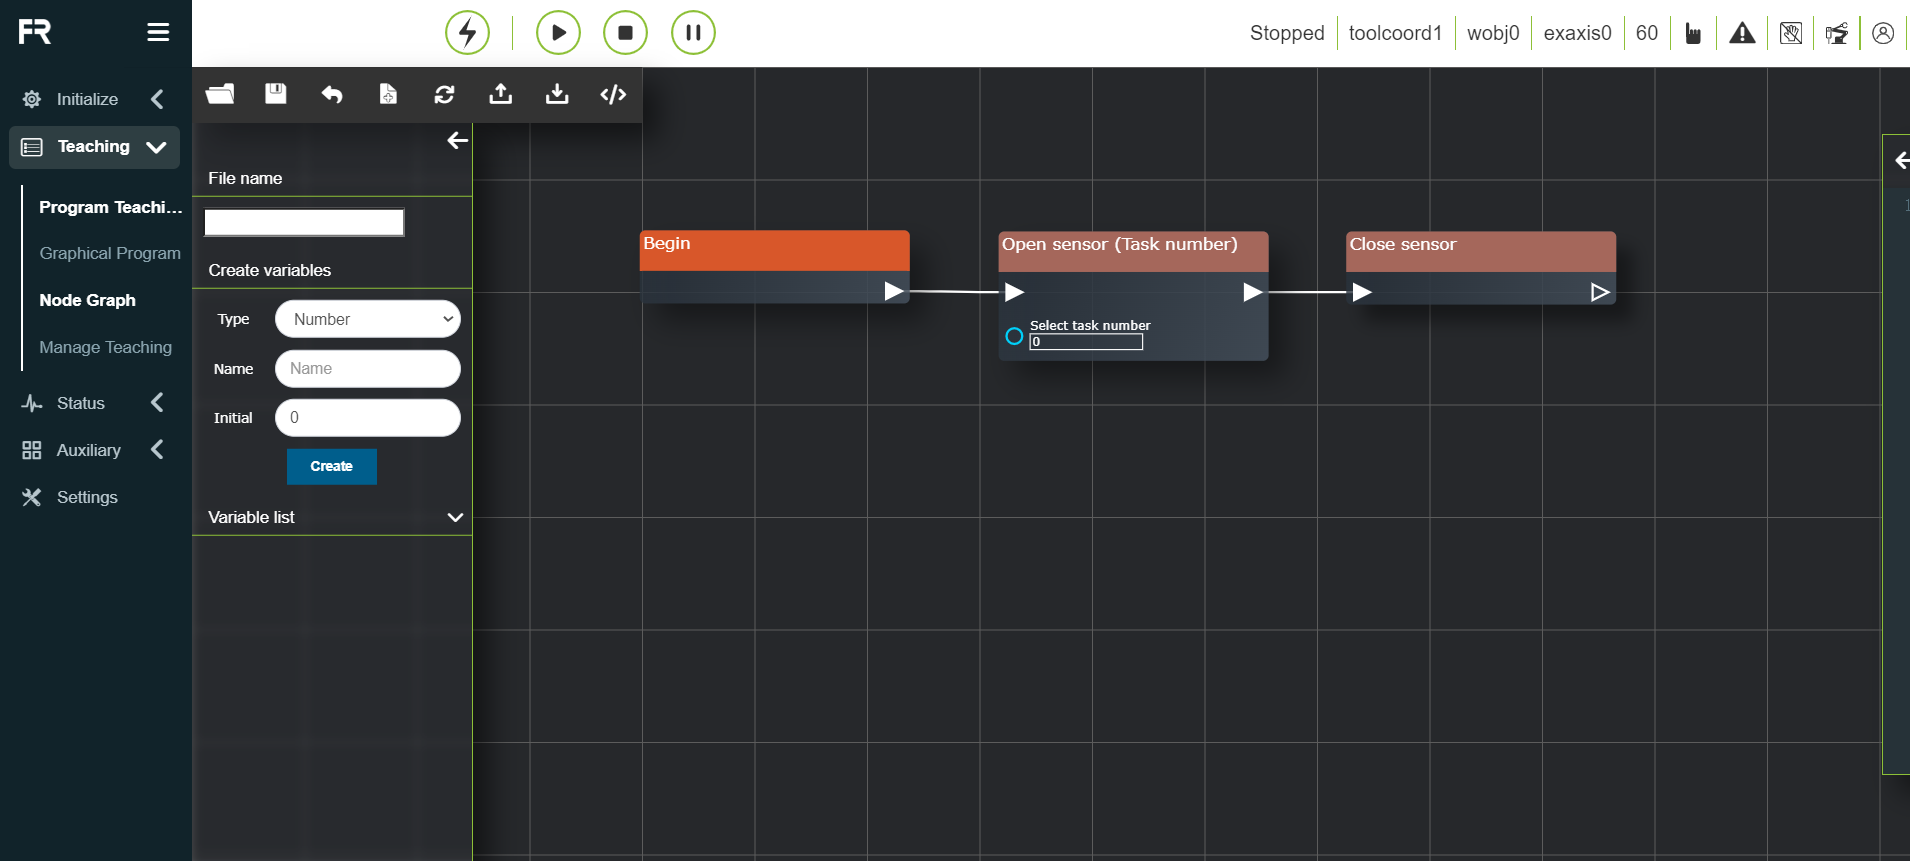 FR
Stopped
toolcoord1
wobj0
exaxis0
60
Initialize
Teaching
Program Teachi...
Graphical Program
Node Graph
Manage Teaching
Status
Auxiliary
Settings
File name
Create variables
Type
Number
Name
Name
Initial
0
Create
Variable list
Begin
Open sensor (Task number)
Select task number
0
Close sensor
1